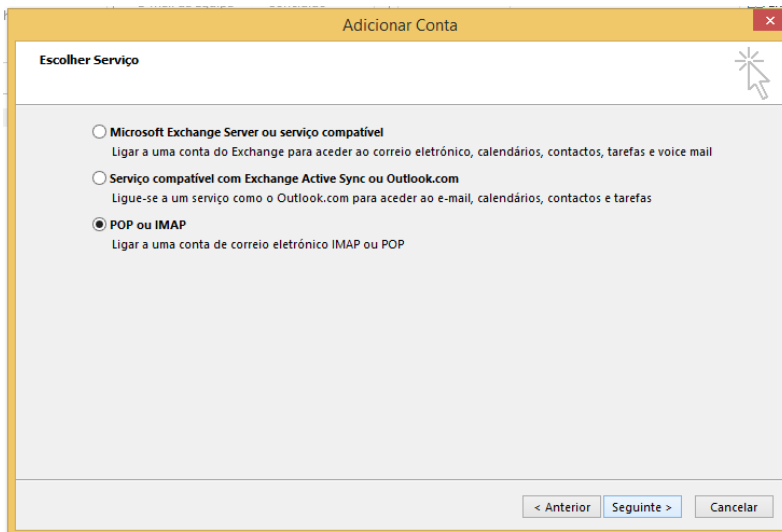 Adicionar Conta
Escolher Serviço
Microsoft Exchange Server ou serviço compatível
Ligar a uma conta do Exchange para aceder ao correio eletrónico, calendários, contactos, tarefas e voice mail
Serviço compatível com Exchange Active Sync ou Outlook.com
Ligue-se a um serviço como o Outlook.com para aceder ao e-mail, calendários, contactos e tarefas
POP ou IMAP
Ligar a uma conta de correio eletrónico IMAP ou POP
< Anterior Seguinte > Cancelar